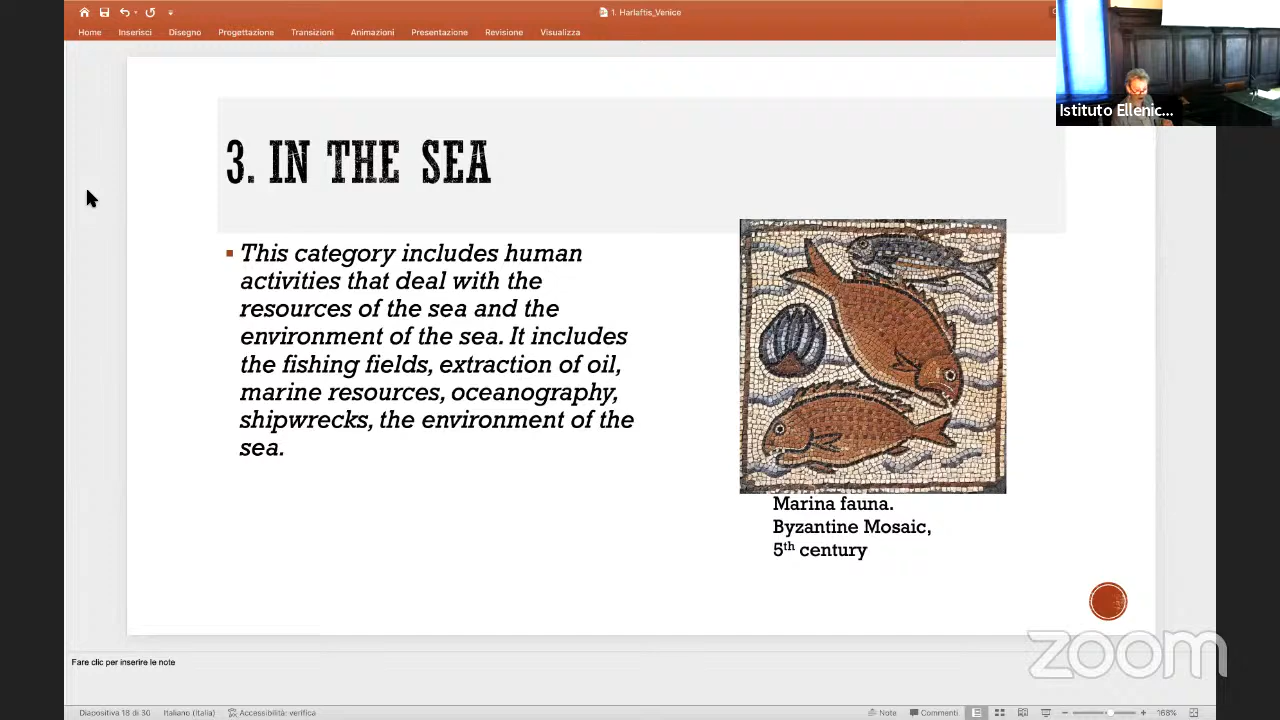 1. Harlaftis_Venice
Home Inserisci Disegno Progettazione Transizioni Animazioni Presentazione Revisione Visualizza
Istituto Ellenic...
3. IN THE SEA
This category includes human
activities that deal with the
resources of the sea and the
environment of the sea. It includes
the fishing fields, extraction of oil,
marine resources, oceanography,
shipwrecks, the environment of the
sea.
Marina fauna.
Byzantine Mosaic,
5th century
zoom
Fare clic per inserire le note
Diapositiva 18 di 30 Italiano (Italia) Accessibilità: verifica Note Commenti 168%